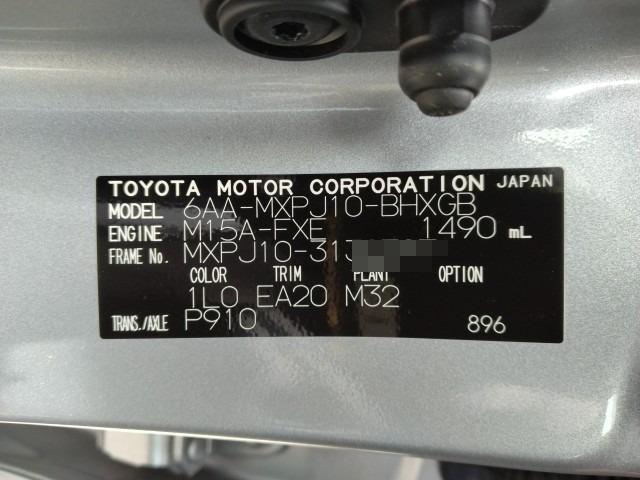 TOYOTA MOTOR CORPORATION JAPAN
MODEL 6AA-MXPJ10-BHXGB
ENGINE M15A-FXE 1490 mL
FRAME No. MXPJ10-313
COLOR TRIM PLANT OPTION
1L0 EA20 M32
TRANS./AXLE P910 896